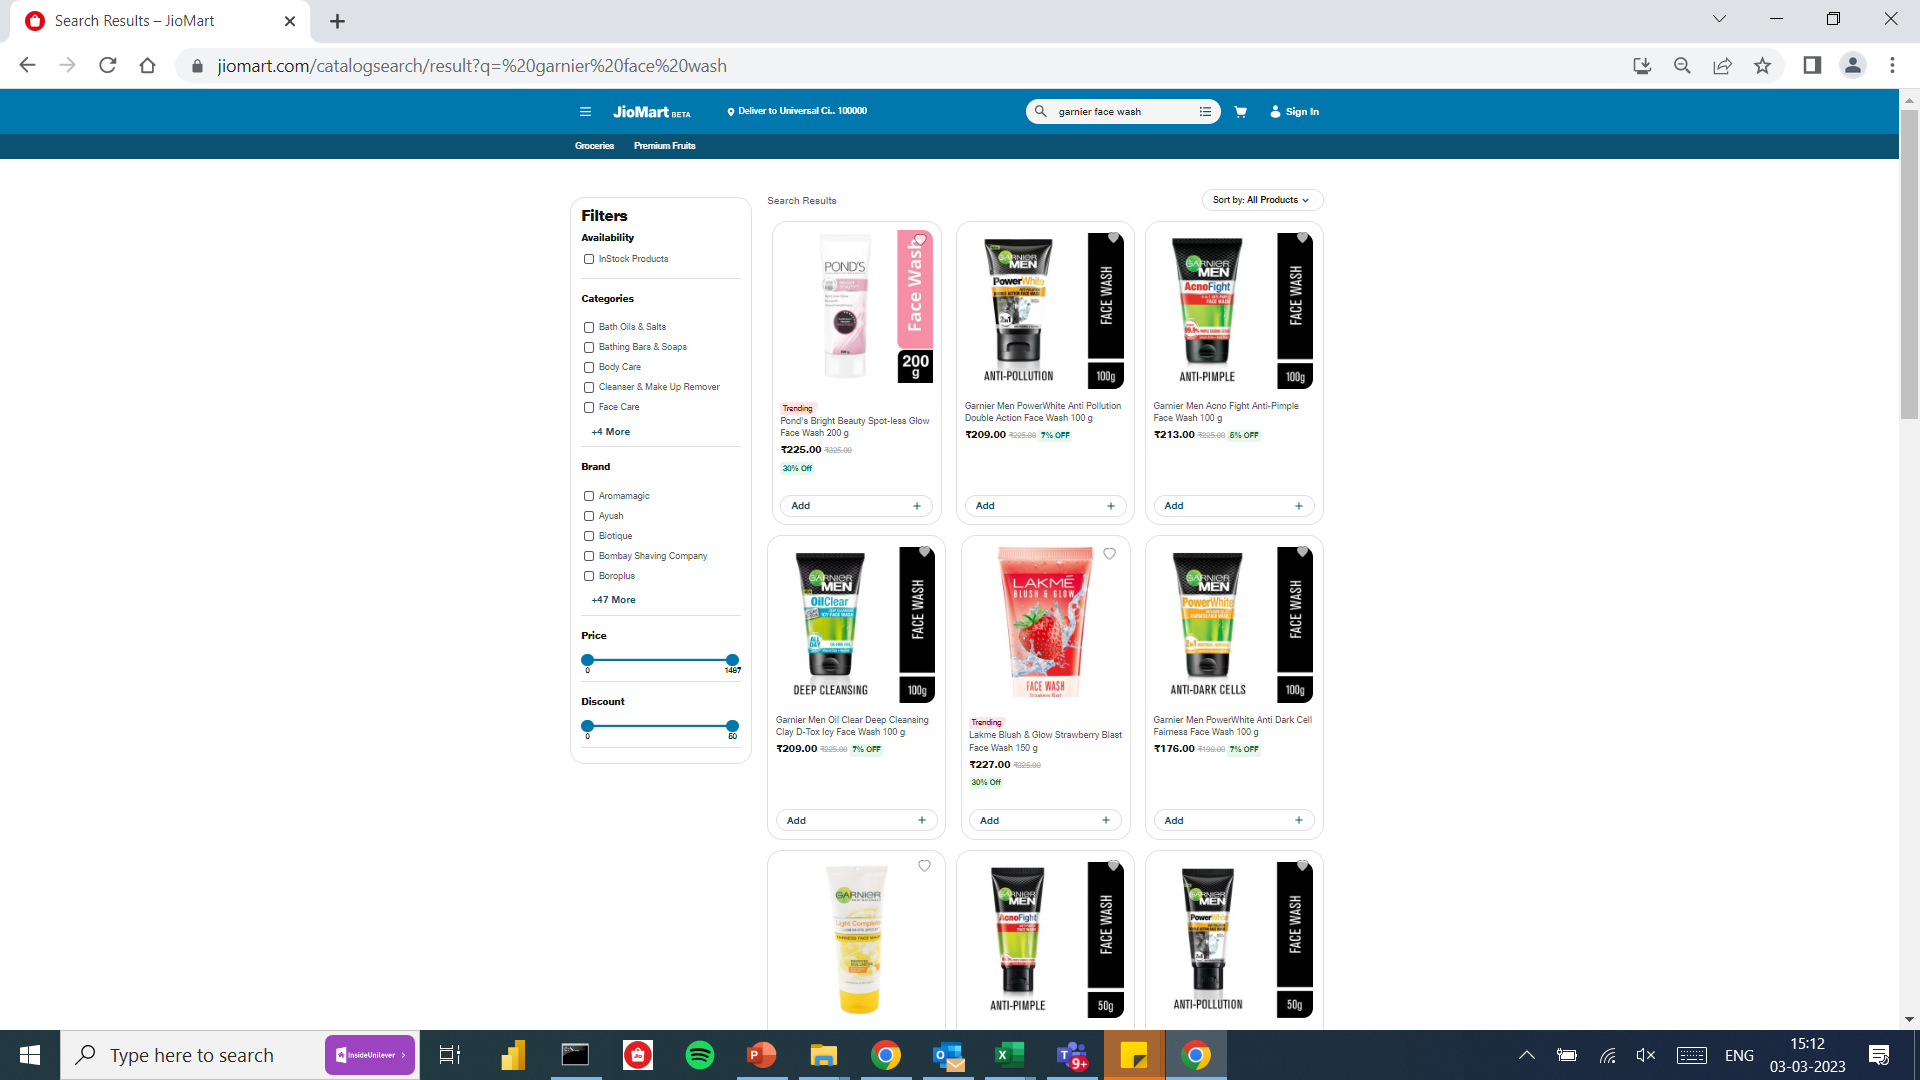 Search Results – JioMart
jiomart.com/catalogsearch/result?q=%20garnier%20face%20wash
JioMart BETA
Deliver to Universal Ci.. 100000
garnier face wash
Sign In
Groceries
Premium Fruits
Filters
Availability
InStock Products
Categories
Bath Oils & Salts
Bathing Bars & Soaps
Body Care
Cleanser & Make Up Remover
Face Care
+4 More
Brand
Aromamagic
Ayush
Biotique
Bombay Shaving Company
Boroplus
+47 More
Price
0
1467
Discount
0
50
Search Results
Sort by: All Products
POND'S
Face Wash
200
g
Trending
Pond's Bright Beauty Spot-less Glow
Face Wash 200 g
₹225.00 ₹325.00
30% Off
Add +
GARNIER
MEN
PowerWhite
2in1
FACE WASH
ANTI-POLLUTION
100g
Garnier Men PowerWhite Anti Pollution
Double Action Face Wash 100 g
₹209.00 ₹225.00 7% OFF
Add +
GARNIER
MEN
AcnoFight
FACE WASH
ANTI-PIMPLE
100g
Garnier Men Acno Fight Anti-Pimple
Face Wash 100 g
₹213.00 ₹225.00 5% OFF
Add +
GARNIER
MEN
OilClear
FACE WASH
DEEP CLEANSING
100g
Garnier Men Oil Clear Deep Cleansing
Clay D-Tox Icy Face Wash 100 g
₹209.00 ₹225.00 7% OFF
Add +
LAKMÉ
BLUSH & GLOW
FACE WASH
Strawberry Blast
Trending
Lakme Blush & Glow Strawberry Blast
Face Wash 150 g
₹227.00 ₹325.00
30% Off
Add +
GARNIER
MEN
PowerWhite
2in1
FACE WASH
ANTI-DARK CELLS
100g
Garnier Men PowerWhite Anti Dark Cell
Fairness Face Wash 100 g
₹176.00 ₹190.00 7% OFF
Add +
GARNIER
Light Complete
FAIRNESS FACE WASH
GARNIER
MEN
AcnoFight
FACE WASH
ANTI-PIMPLE
50g
GARNIER
MEN
PowerWhite
FACE WASH
ANTI-POLLUTION
50g
Type here to search
InsideUnilever
9+
ENG
15:12
03-03-2023